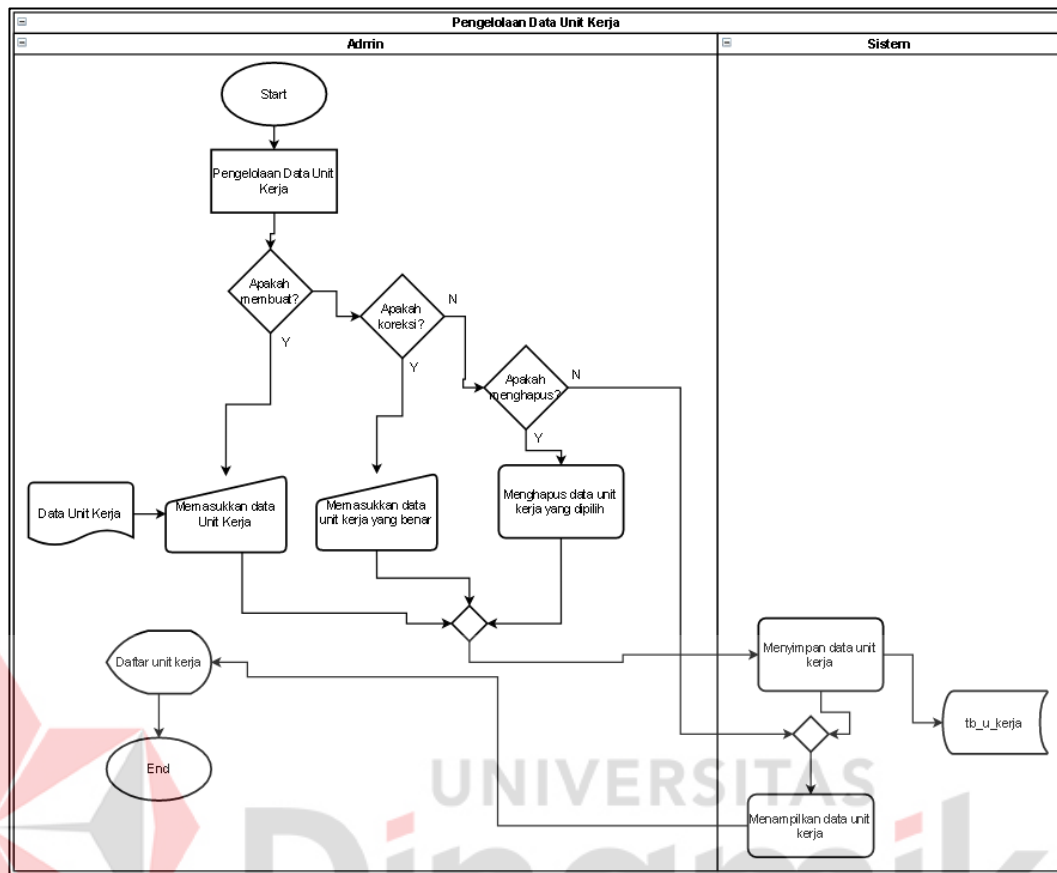 Pengelolaan Data Unit Kerja
Admin
Sistem
Start
Pengelolaan Data Unit
Kerja
Apakah
membuat?
Y
Apakah
koreksi?
N
Y
Apakah
menghapus?
N
Y
Data Unit Kerja
Memasukkan data
Unit Kerja
Memasukkan data
unit kerja yang benar
Menghapus data unit
kerja yang dipilih
Daftar unit kerja
End
Menyimpan data unit
kerja
tb_u_kerja
Menampilkan data unit
kerja
UNIVERSITAS
Dinamik